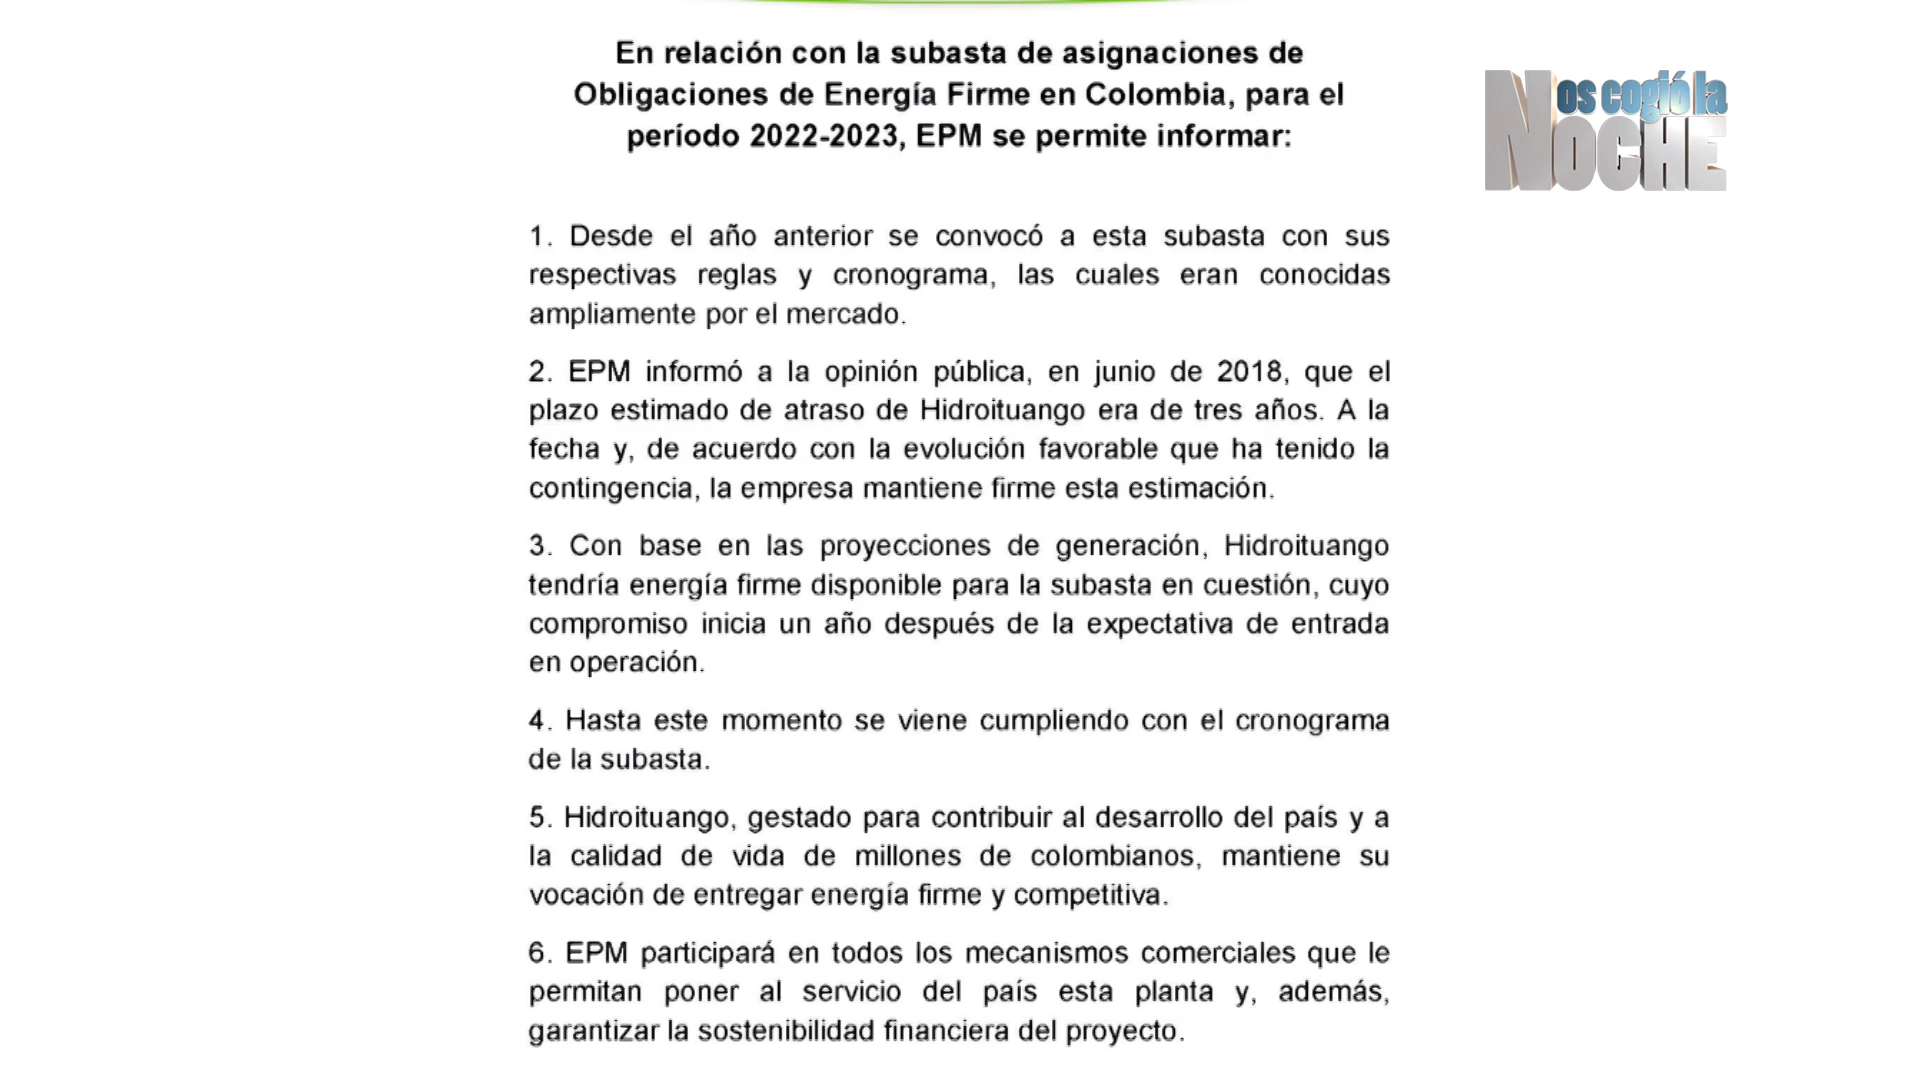 En relación con la subasta de asignaciones de
Obligaciones de Energía Firme en Colombia, para el
período 2022-2023, EPM se permite informar:
Nos cogió la
NOCHE
1. Desde el año anterior se convocó a esta subasta con sus
respectivas reglas y cronograma, las cuales eran conocidas
ampliamente por el mercado.
2. EPM informó a la opinión pública, en junio de 2018, que el
plazo estimado de atraso de Hidroituango era de tres años. A la
fecha y, de acuerdo con la evolución favorable que ha tenido la
contingencia, la empresa mantiene firme esta estimación.
3. Con base en las proyecciones de generación, Hidroituango
tendría energía firme disponible para la subasta en cuestión, cuyo
compromiso inicia un año después de la expectativa de entrada
en operación.
4. Hasta este momento se viene cumpliendo con el cronograma
de la subasta.
5. Hidroituango, gestado para contribuir al desarrollo del país y a
la calidad de vida de millones de colombianos, mantiene su
vocación de entregar energía firme y competitiva.
6. EPM participará en todos los mecanismos comerciales que le
permitan poner al servicio del país esta planta y, además,
garantizar la sostenibilidad financiera del proyecto.